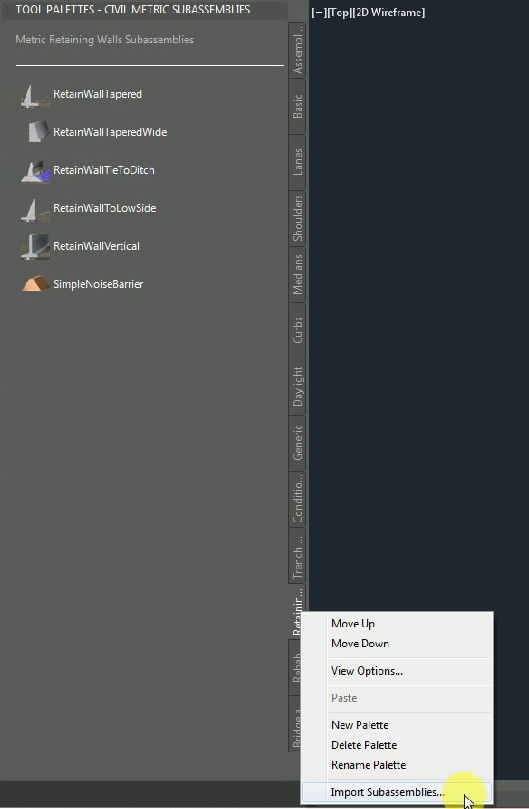 TOOL PALETTES - CIVIL METRIC SUBASSEMBLIES
[−][Top][2D Wireframe]
Metric Retaining Walls Subassemblies
RetainWallTapered
RetainWallTaperedWide
RetainWallTieToDitch
RetainWallToLowSide
RetainWallVertical
SimpleNoiseBarrier
Assembl...
Basic
Lanes
Shoulders
Medians
Curbs
Daylight
Generic
Conditio...
Trench ...
Retainin...
Rehab
Bridge a
Move Up
Move Down
View Options...
Paste
New Palette
Delete Palette
Rename Palette
Import Subassemblies...